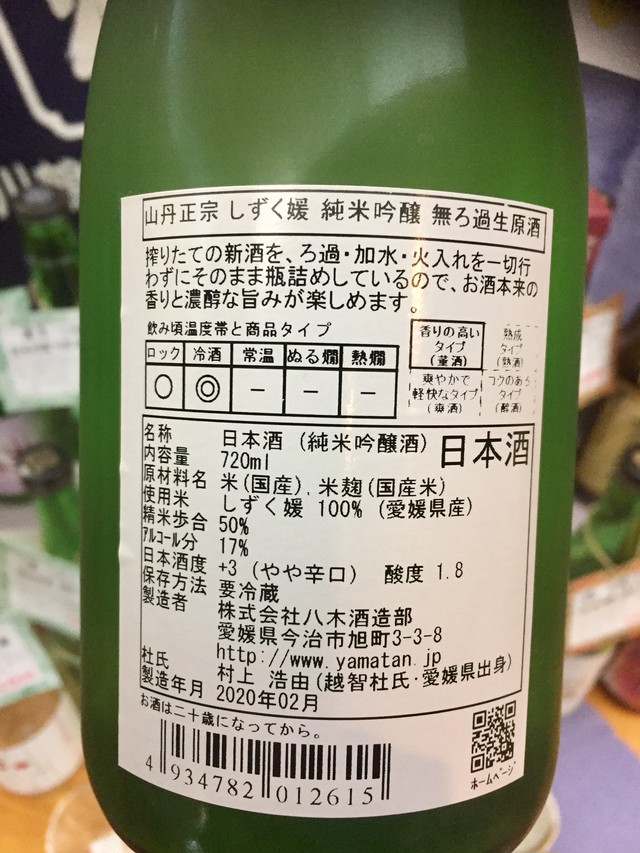 山丹正宗 しずく媛 純米吟醸 無ろ過生原酒
搾りたての新酒を、ろ過・加水・火入れを一切行
わずにそのまま瓶詰めしているので、お酒本来の
香りと濃醇な旨みが楽しめます。
飲み頃温度帯と商品タイプ
ロック 冷酒 常温 ぬる燗 熱燗
○ ◎ － － －
香りの高い
タイプ
(薫酒)
熟成
タイプ
(熟酒)
爽やかで
軽快なタイプ
(爽酒)
コクのある
タイプ
(醇酒)
名称 日本酒 (純米吟醸酒) 日本酒
内容量 720ml
原材料名 米(国産)、米麹(国産米)
使用米 しずく媛 100% (愛媛県産)
精米歩合 50%
アルコール分 17%
日本酒度 +3 (やや辛口) 酸度 1.8
保存方法 要冷蔵
製造者 株式会社八木酒造部
愛媛県今治市旭町3-3-8
http://www.yamatan.jp
杜氏 村上 浩由(越智杜氏・愛媛県出身)
製造年月 2020年02月
お酒は二十歳になってから。
4 934782 012615
ホームページ